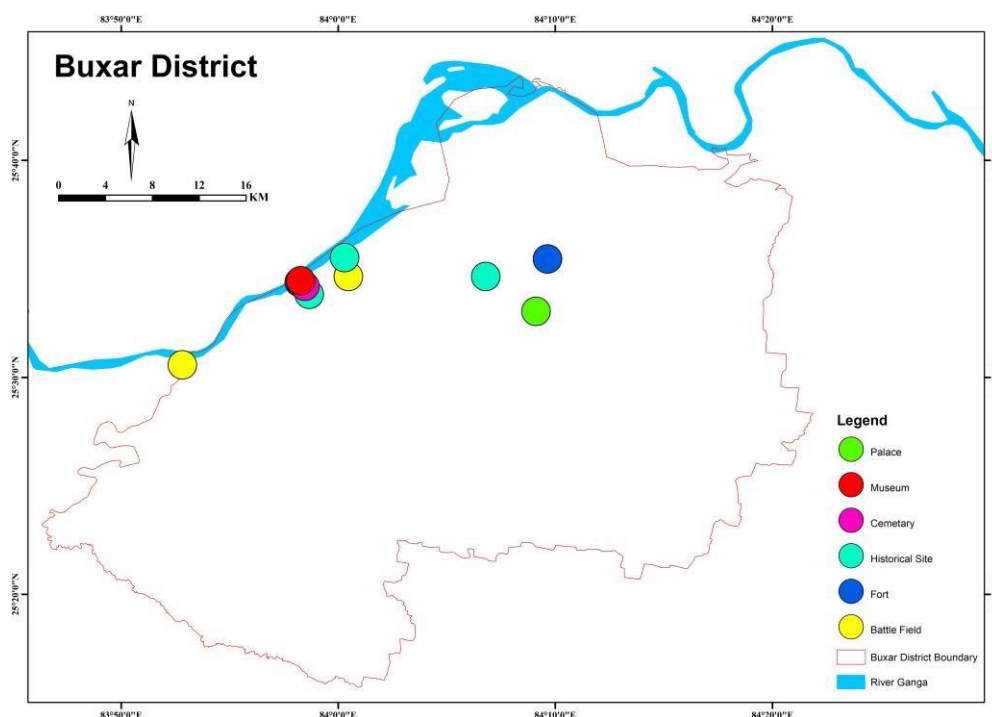 83°50'0"E 84°0'0"E 84°10'0"E 84°20'0"E
Buxar District
N
0 4 8 12 16
KM
25°40'0"N
25°30'0"N
25°20'0"N
Legend
Palace
Museum
Cemetary
Historical Site
Fort
Battle Field
Buxar District Boundary
River Ganga
83°50'0"E 84°0'0"E 84°10'0"E 84°20'0"E